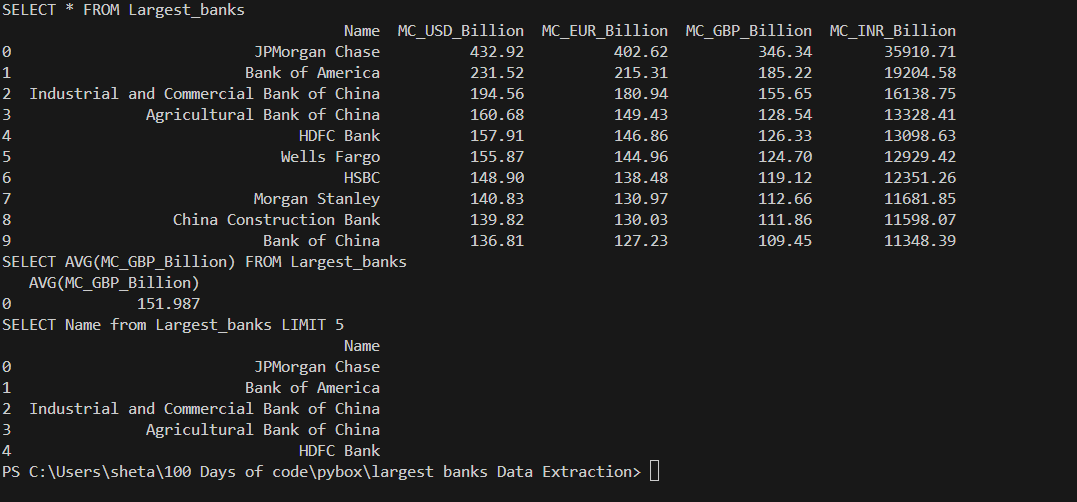 SELECT * FROM Largest_banks
Name MC_USD_Billion MC_EUR_Billion MC_GBP_Billion MC_INR_Billion
0 JPMorgan Chase 432.92 402.62 346.34 35910.71
1 Bank of America 231.52 215.31 185.22 19204.58
2 Industrial and Commercial Bank of China 194.56 180.94 155.65 16138.75
3 Agricultural Bank of China 160.68 149.43 128.54 13328.41
4 HDFC Bank 157.91 146.86 126.33 13098.63
5 Wells Fargo 155.87 144.96 124.70 12929.42
6 HSBC 148.90 138.48 119.12 12351.26
7 Morgan Stanley 140.83 130.97 112.66 11681.85
8 China Construction Bank 139.82 130.03 111.86 11598.07
9 Bank of China 136.81 127.23 109.45 11348.39
SELECT AVG(MC_GBP_Billion) FROM Largest_banks
AVG(MC_GBP_Billion)
0 151.987
SELECT Name from Largest_banks LIMIT 5
Name
0 JPMorgan Chase
1 Bank of America
2 Industrial and Commercial Bank of China
3 Agricultural Bank of China
4 HDFC Bank
PS C:\Users\sheta\100 Days of code\pybox\largest banks Data Extraction>